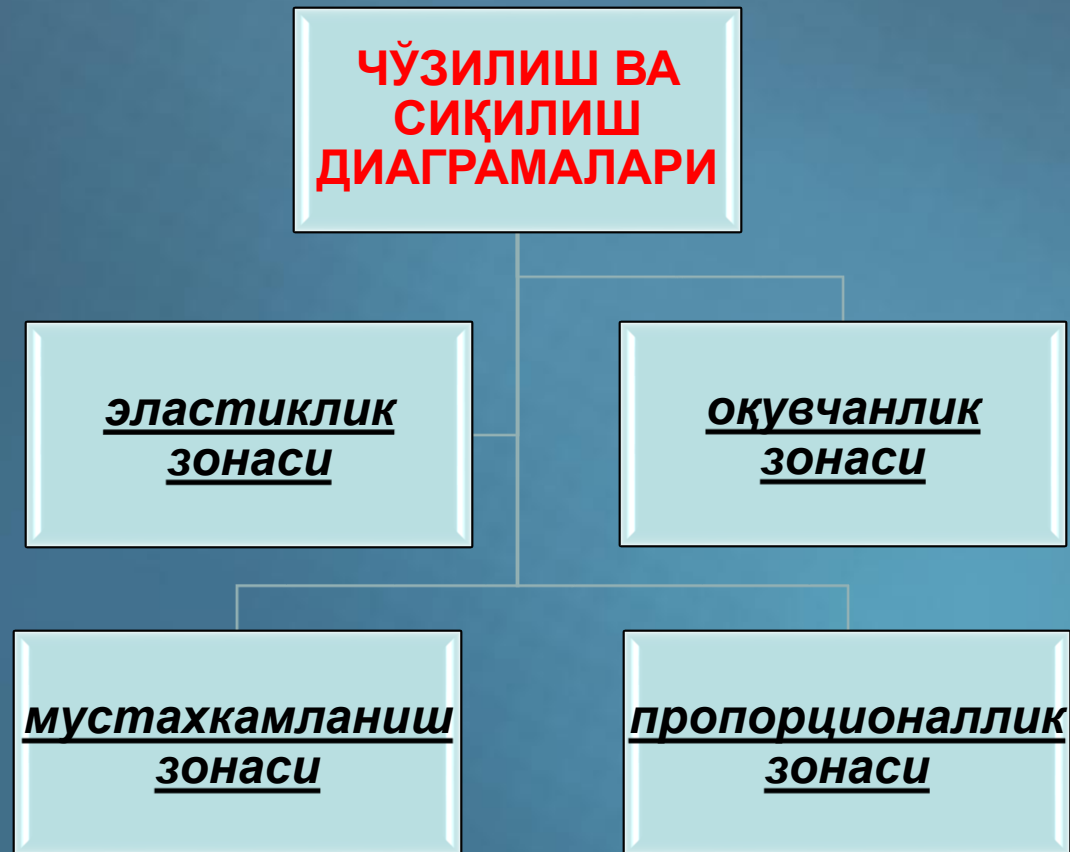 ЧЎЗИЛИШ ВА
СИҚИЛИШ
ДИАГРАМАЛАРИ
эластиклик
зонаси
оқувчанлик
зонаси
мустахкамланиш
зонаси
пропорционаллик
зонаси